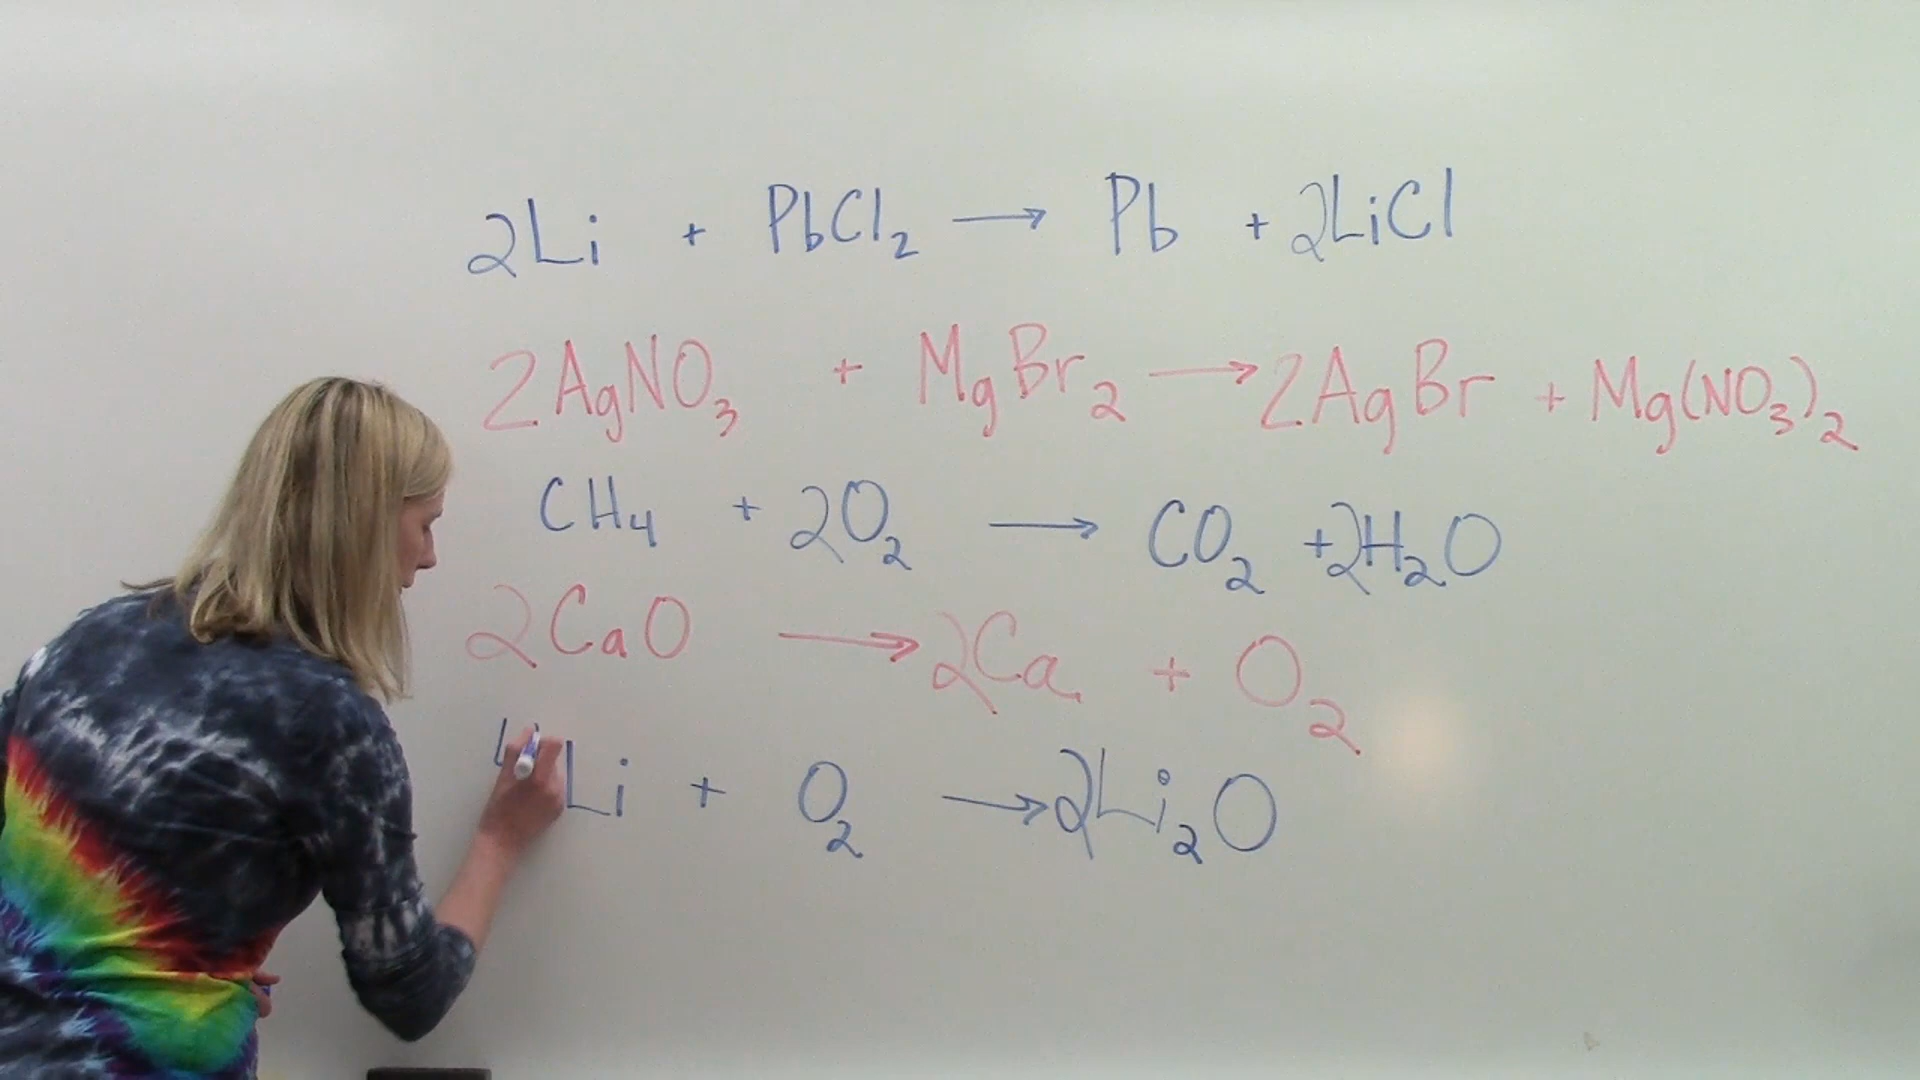 2Li + PbCl₂ → Pb + 2LiCl
2AgNO₃ + MgBr₂ → 2AgBr + Mg(NO₃)₂
CH₄ + 2O₂ → CO₂ + 2H₂O
2CaO → 2Ca + O₂
4Li + O₂ → 2Li₂O